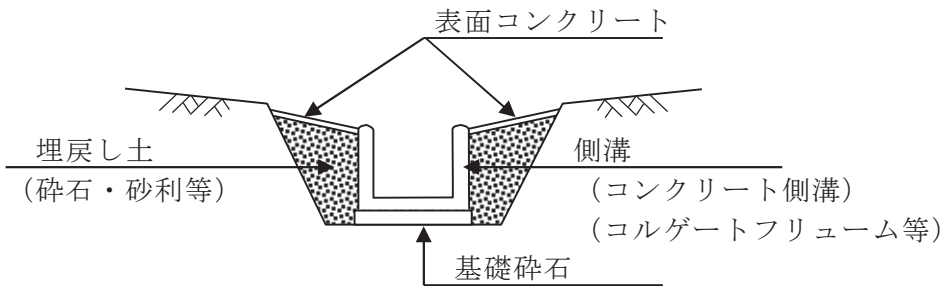 表面コンクリート
埋戻し土
(砕石・砂利等)
側溝
(コンクリート側溝)
(コルゲートフリューム等)
基礎砕石